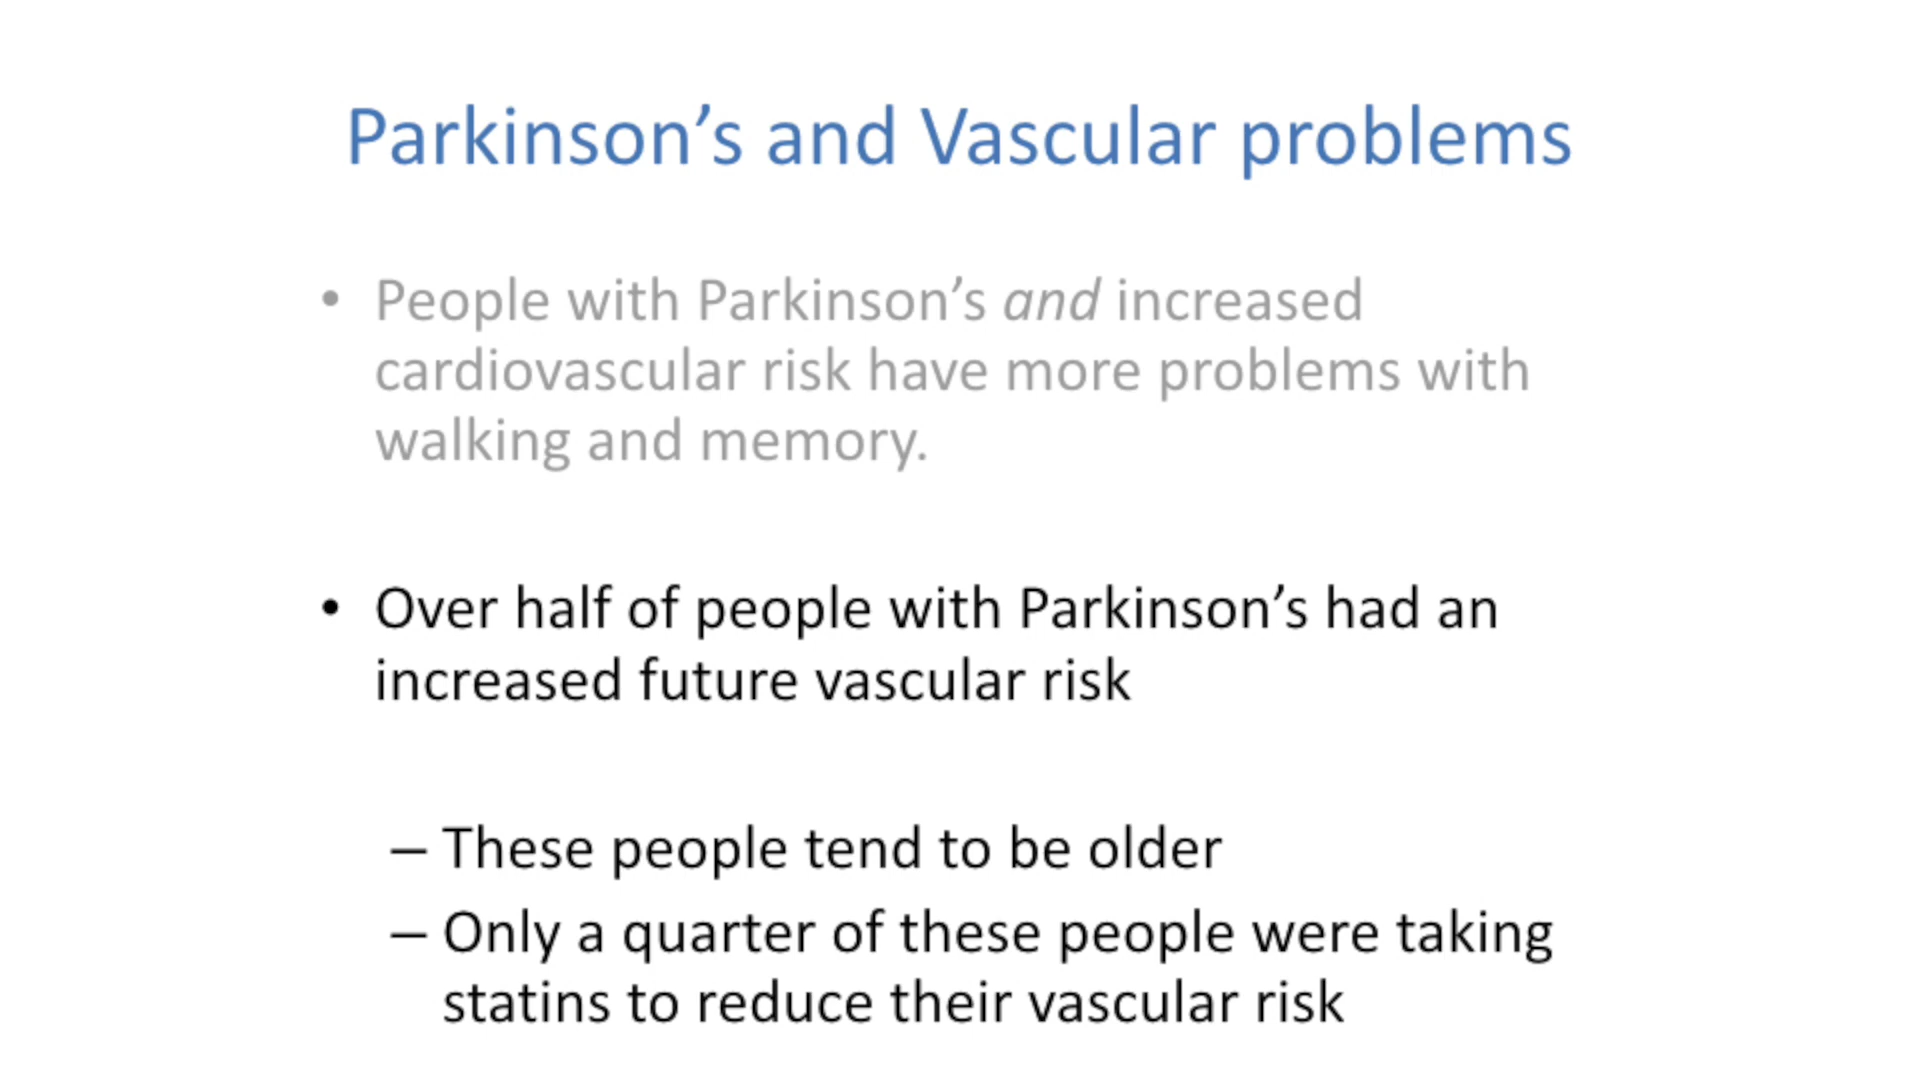 Parkinson’s and Vascular problems
• People with Parkinson’s and increased
cardiovascular risk have more problems with
walking and memory.
• Over half of people with Parkinson’s had an
increased future vascular risk
– These people tend to be older
– Only a quarter of these people were taking
statins to reduce their vascular risk